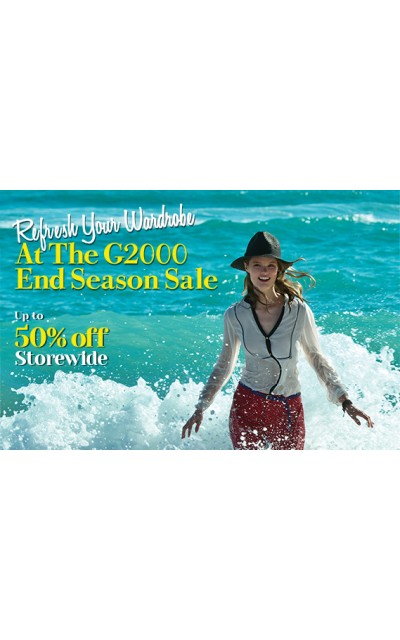 Refresh Your Wardrobe
At The G2000
End Season Sale
Up to
50% off
Storewide